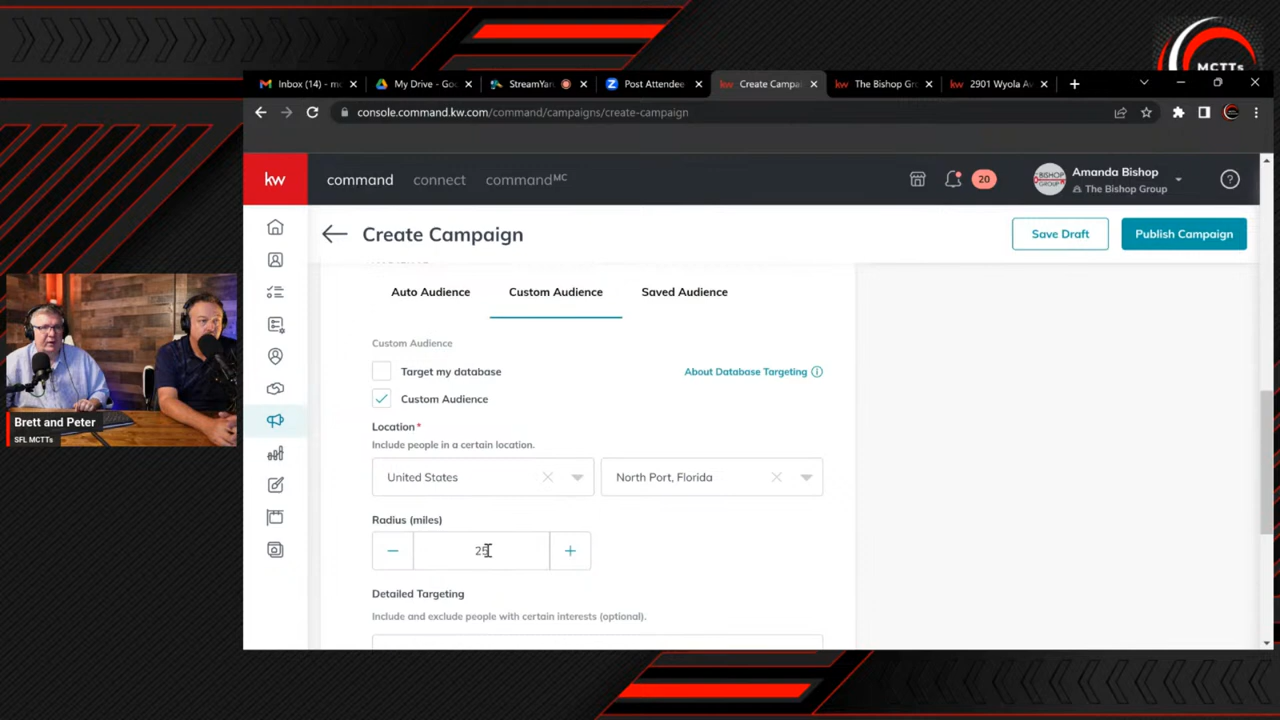 MCTTs
Inbox (14) - m
My Drive - Goo
StreamYar
Post Attendee
Create Campai
The Bishop Gr
2901 Wyola Av
console.command.kw.com/command/campaigns/create-campaign
kw
command
connect
commandMC
20
Amanda Bishop
The Bishop Group
?
Create Campaign
Save Draft
Publish Campaign
Auto Audience
Custom Audience
Saved Audience
Custom Audience
Target my database
About Database Targeting
Custom Audience
Location*
Include people in a certain location.
United States
North Port, Florida
Radius (miles)
25
Detailed Targeting
Include and exclude people with certain interests (optional).
Brett and Peter
SFL MCTTs